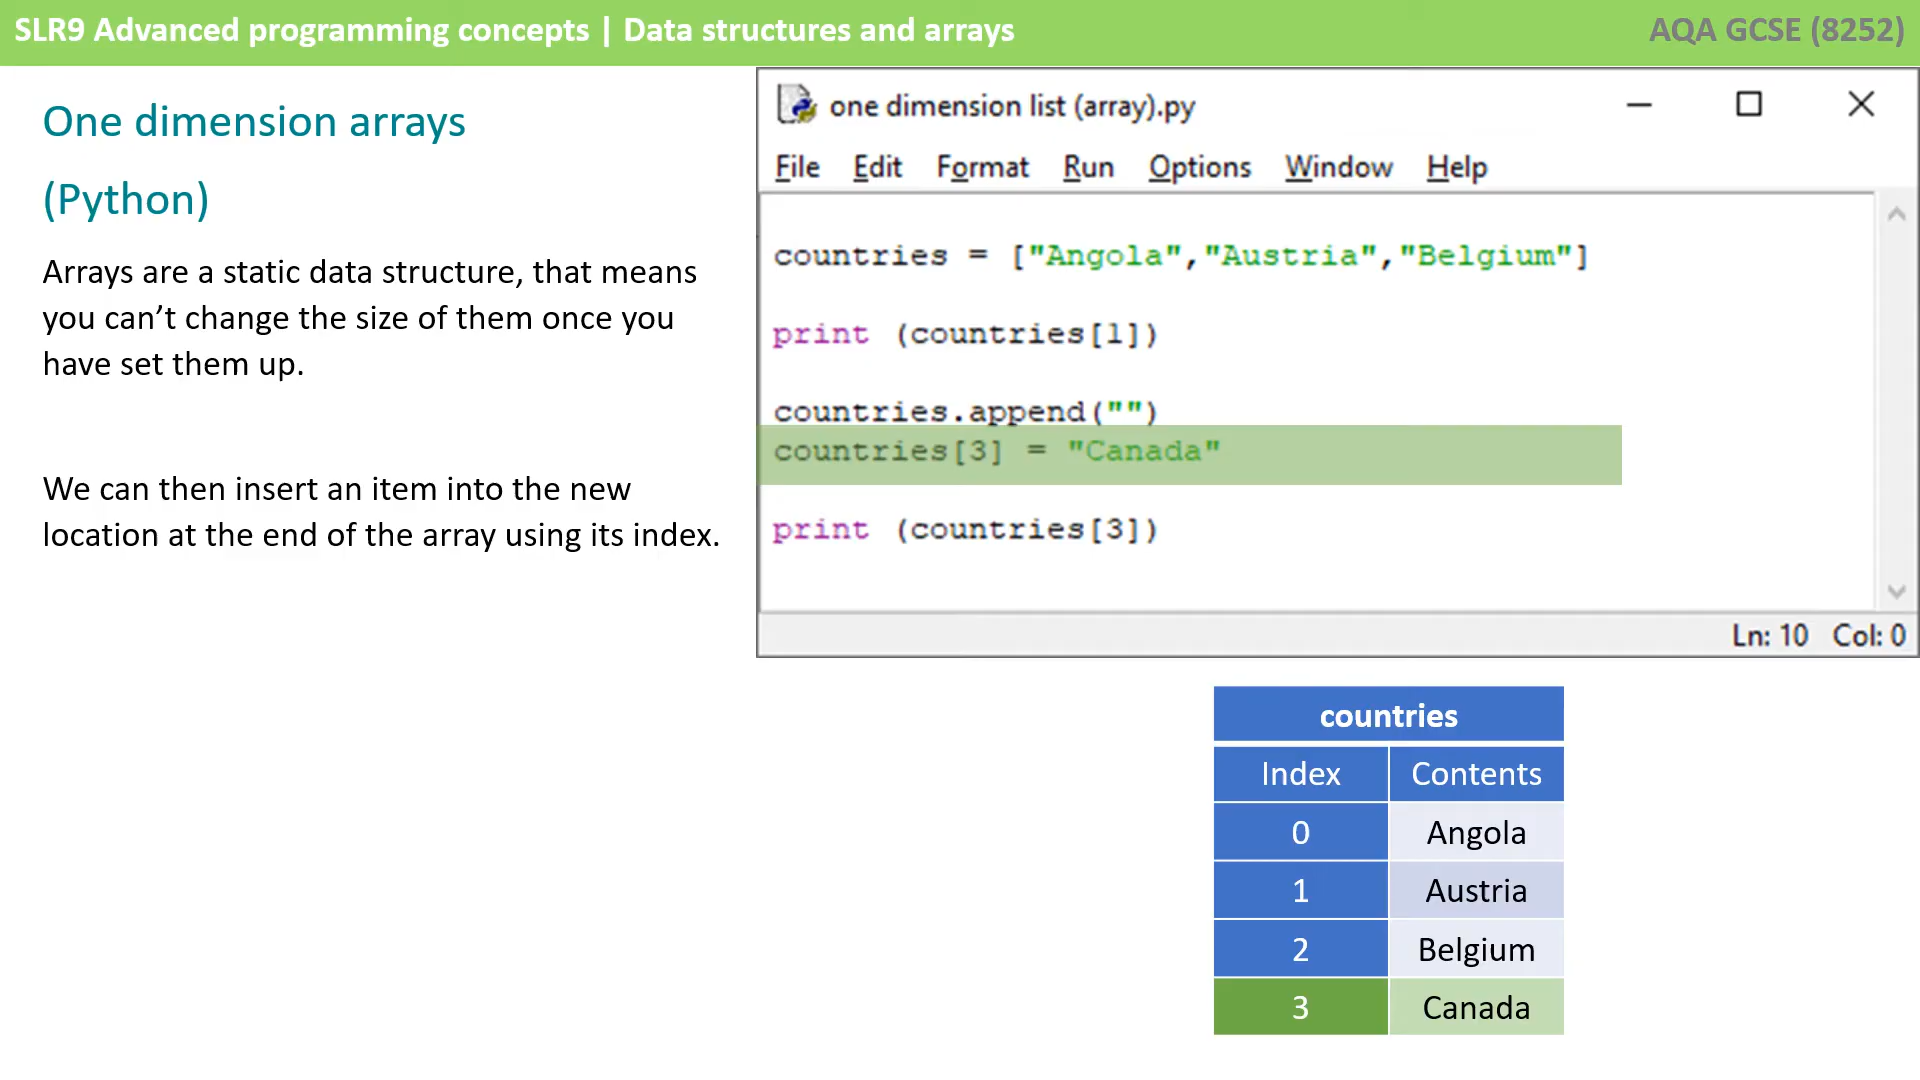 SLR9 Advanced programming concepts | Data structures and arrays
AQA GCSE (8252)
One dimension arrays
(Python)
Arrays are a static data structure, that means
you can’t change the size of them once you
have set them up.
We can then insert an item into the new
location at the end of the array using its index.
one dimension list (array).py
File Edit Format Run Options Window Help
countries = ["Angola","Austria","Belgium"]
print (countries[1])
countries.append("")
countries[3] = "Canada"
print (countries[3])
Ln: 10 Col: 0
countries
Index Contents
0 Angola
1 Austria
2 Belgium
3 Canada